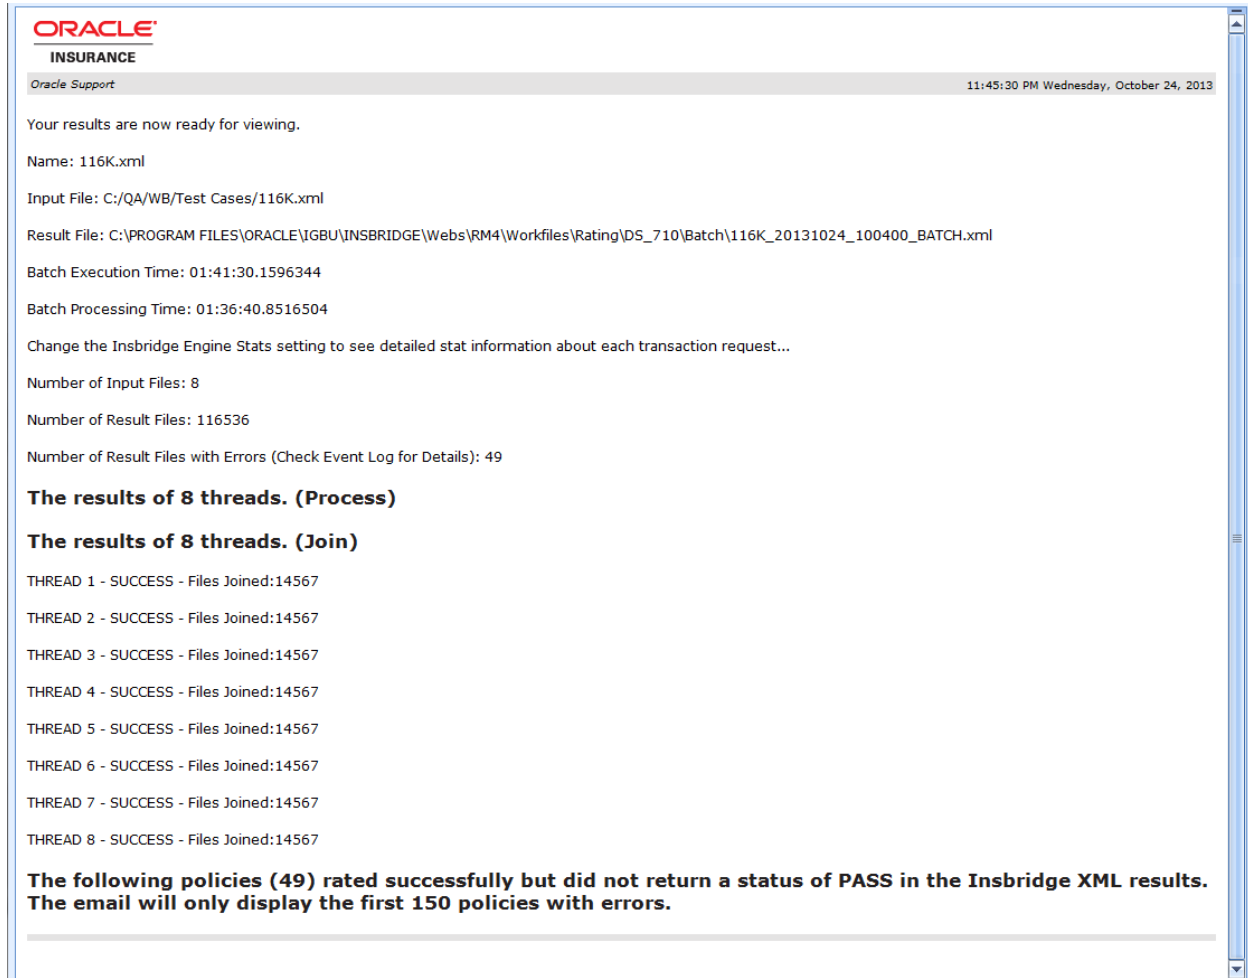 ORACLE
INSURANCE
Oracle Support
11:45:30 PM Wednesday, October 24, 2013
Your results are now ready for viewing.
Name: 116K.xml
Input File: C:/QA/WB/Test Cases/116K.xml
Result File: C:\PROGRAM FILES\ORACLE\IGBU\INSBRIDGE\Webs\RM4\Workfiles\Rating\DS_710\Batch\116K_20131024_100400_BATCH.xml
Batch Execution Time: 01:41:30.1596344
Batch Processing Time: 01:36:40.8516504
Change the Insbridge Engine Stats setting to see detailed stat information about each transaction request...
Number of Input Files: 8
Number of Result Files: 116536
Number of Result Files with Errors (Check Event Log for Details): 49
The results of 8 threads. (Process)
The results of 8 threads. (Join)
THREAD 1 - SUCCESS - Files Joined:14567
THREAD 2 - SUCCESS - Files Joined:14567
THREAD 3 - SUCCESS - Files Joined:14567
THREAD 4 - SUCCESS - Files Joined:14567
THREAD 5 - SUCCESS - Files Joined:14567
THREAD 6 - SUCCESS - Files Joined:14567
THREAD 7 - SUCCESS - Files Joined:14567
THREAD 8 - SUCCESS - Files Joined:14567
The following policies (49) rated successfully but did not return a status of PASS in the Insbridge XML results.
The email will only display the first 150 policies with errors.